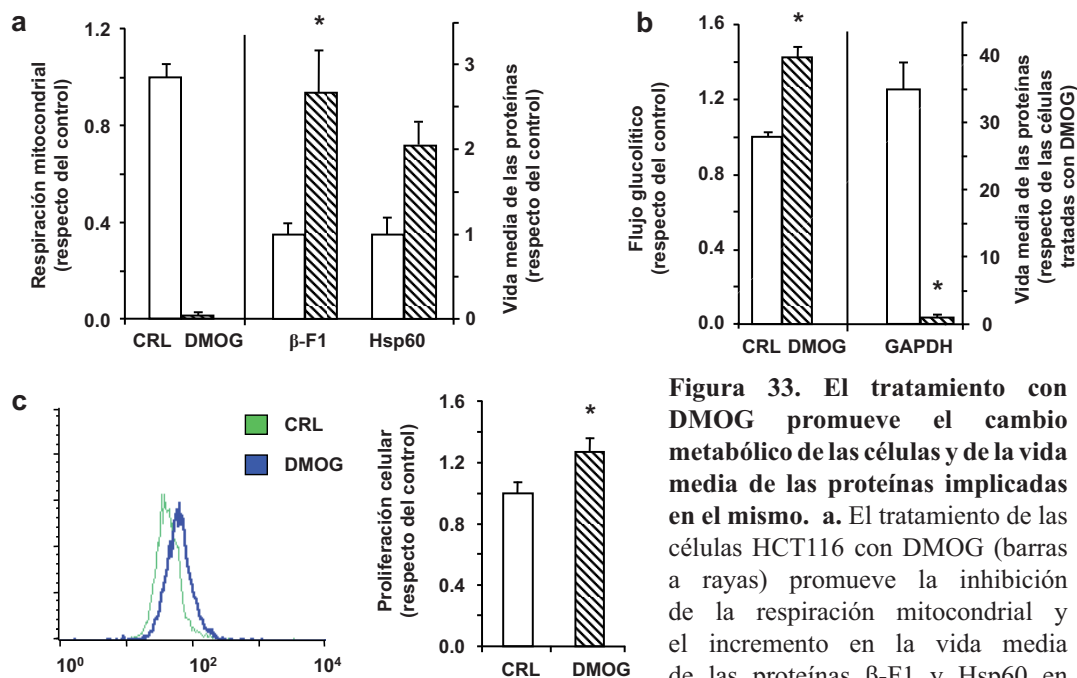 a
1.2
0.8
0.4
0.0
Respiración mitocondrial
(respecto del control)
*
3
2
1
0
Vida media de las proteínas
(respecto del control)
CRL DMOG
β-F1
Hsp60
b
1.6
1.2
0.8
0.4
0.0
Flujo glucolítico
(respecto del control)
*
*
40
30
20
10
0
Vida media de las proteínas
(respecto de las células
tratadas con DMOG)
CRL DMOG
GAPDH
c
CRL
DMOG
10⁰
10²
10⁴
1.6
1.2
0.8
0.4
0.0
Proliferación celular
(respecto del control)
*
CRL
DMOG
Figura 33. El tratamiento con
DMOG promueve el cambio
metabólico de las células y de la vida
media de las proteínas implicadas
en el mismo. a. El tratamiento de las
células HCT116 con DMOG (barras
a rayas) promueve la inhibición
de la respiración mitocondrial y
el incremento en la vida media
de las proteínas β-F1 y Hsp60 en